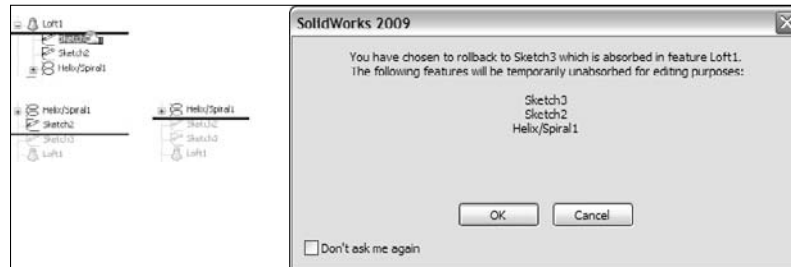 Loft1
Sketch3
Sketch2
Helix/Spiral1
Helix/Spiral1
Sketch2
Sketch3
Loft1
Helix/Spiral1
Sketch2
Sketch3
Loft1
SolidWorks 2009
You have chosen to rollback to Sketch3 which is absorbed in feature Loft1.
The following features will be temporarily unabsorbed for editing purposes:
Sketch3
Sketch2
Helix/Spiral1
OK
Cancel
Don't ask me again